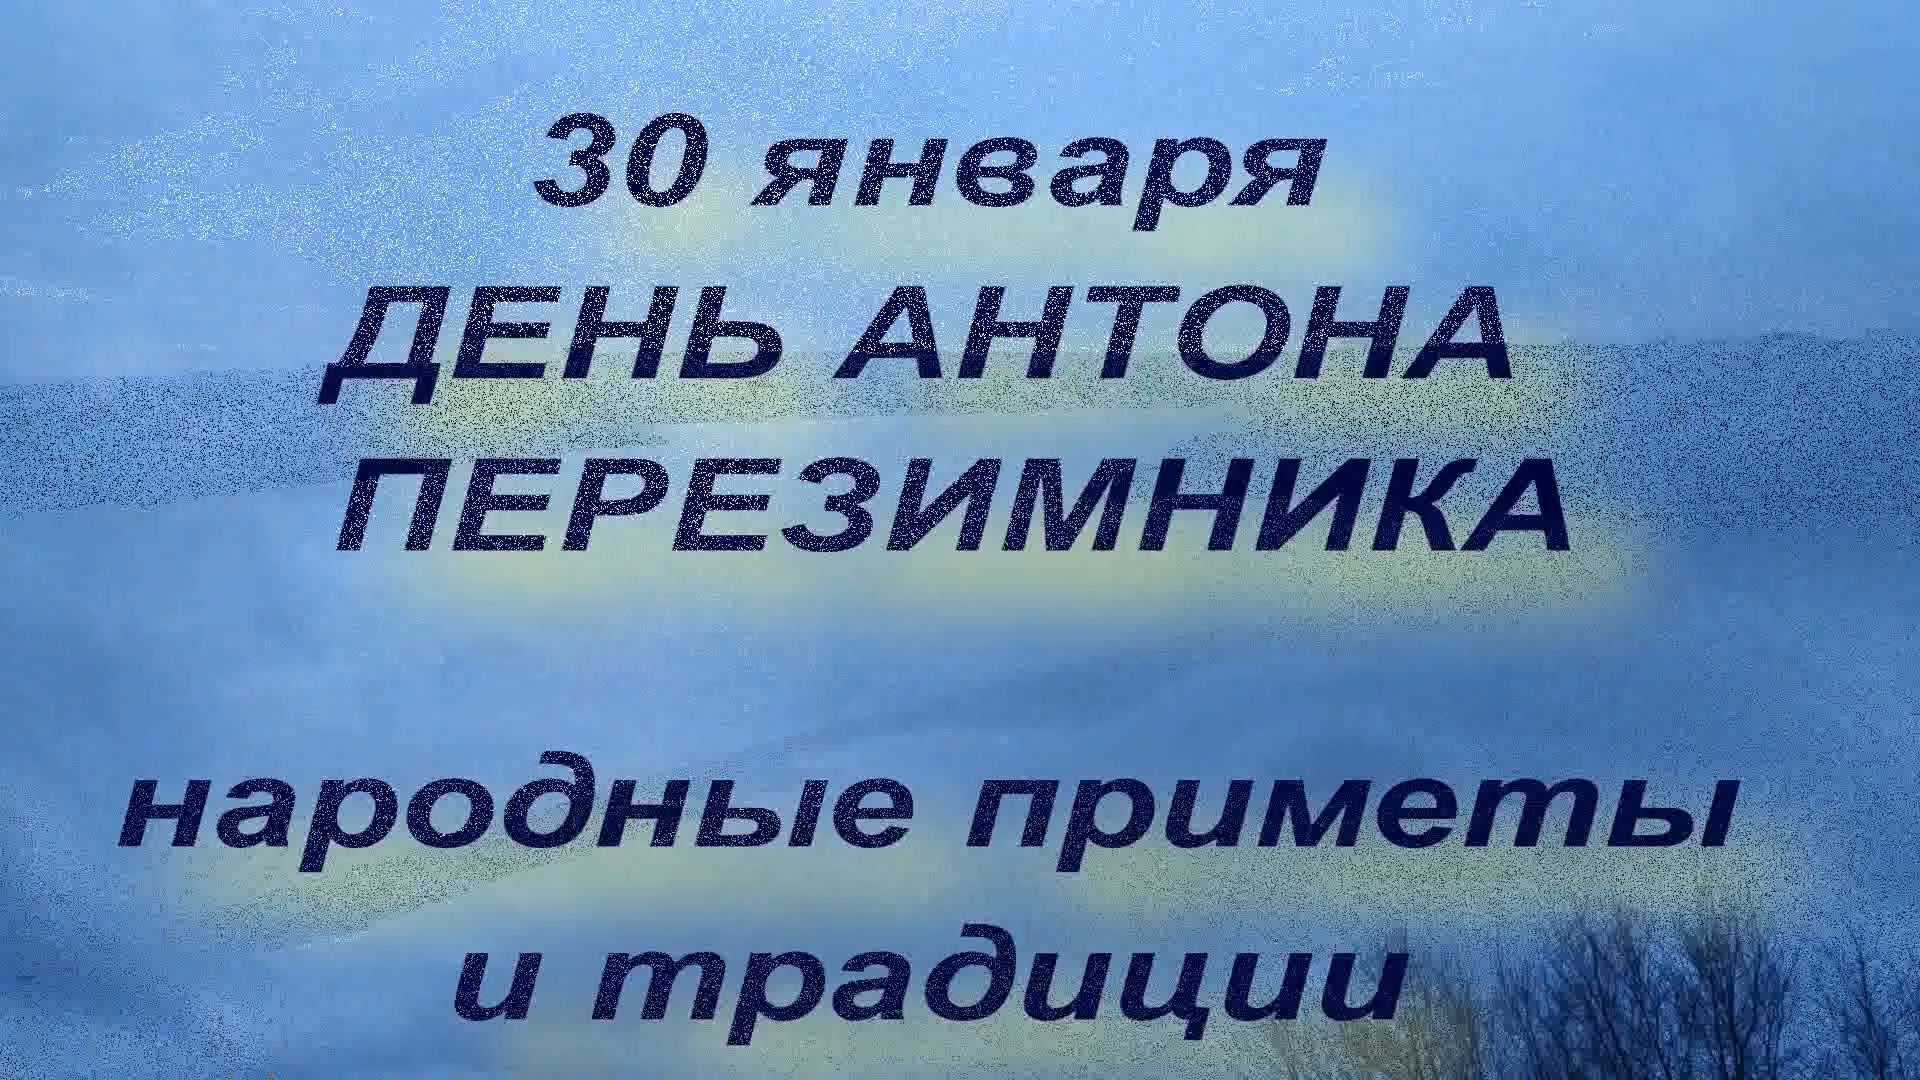 30 января
ДЕНЬ АНТОНА
ПЕРЕЗИМНИКА
народные приметы
и традиции